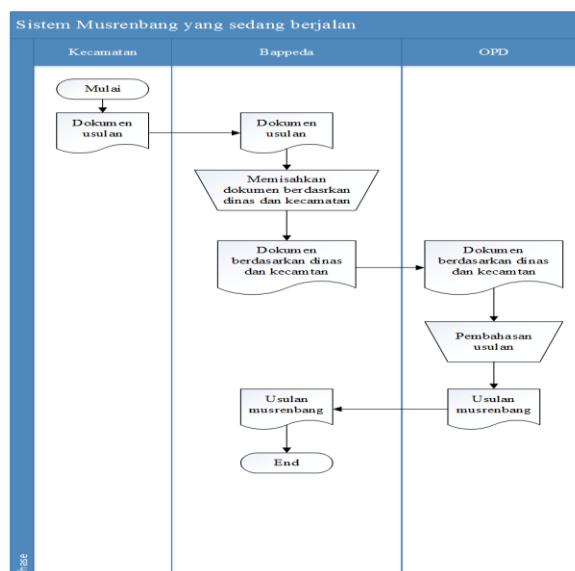 Sistem Musrenbang yang sedang berjalan
Kecamatan
Bappeda
OPD
Mulai
Dokumen
usulan
Dokumen
usulan
Memisahkan
dokumen berdasrkan
dinas dan kecamatan
Dokumen
berdasarkan dinas
dan kecamtan
Dokumen
berdasarkan dinas
dan kecamtan
Pembahasan
usulan
Usulan
musrenbang
Usulan
musrenbang
End
hase